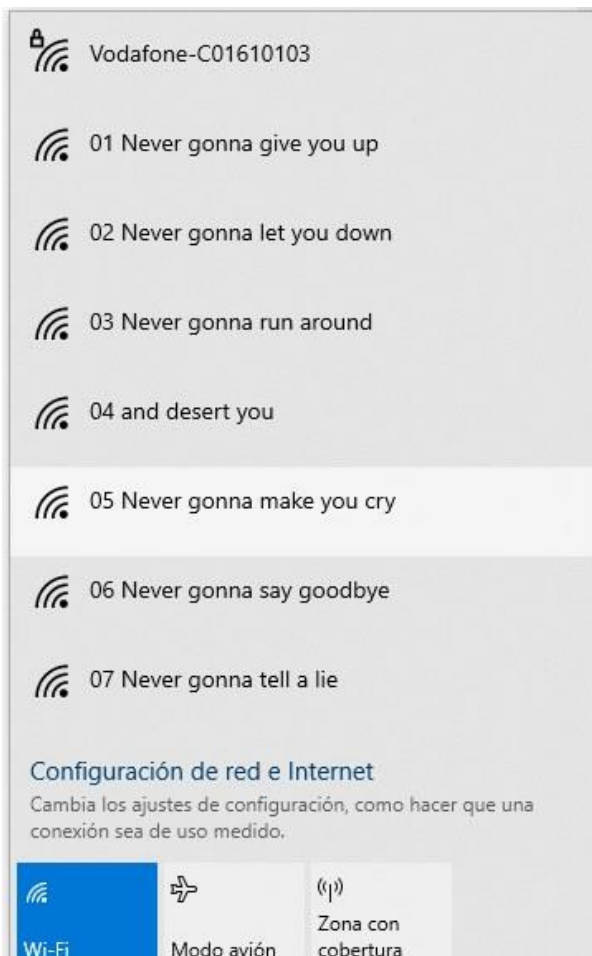 Vodafone-C01610103
01 Never gonna give you up
02 Never gonna let you down
03 Never gonna run around
04 and desert you
05 Never gonna make you cry
06 Never gonna say goodbye
07 Never gonna tell a lie
Configuración de red e Internet
Cambia los ajustes de configuración, como hacer que una
conexión sea de uso medido.
Wi-Fi
Modo avión
Zona con
cobertura